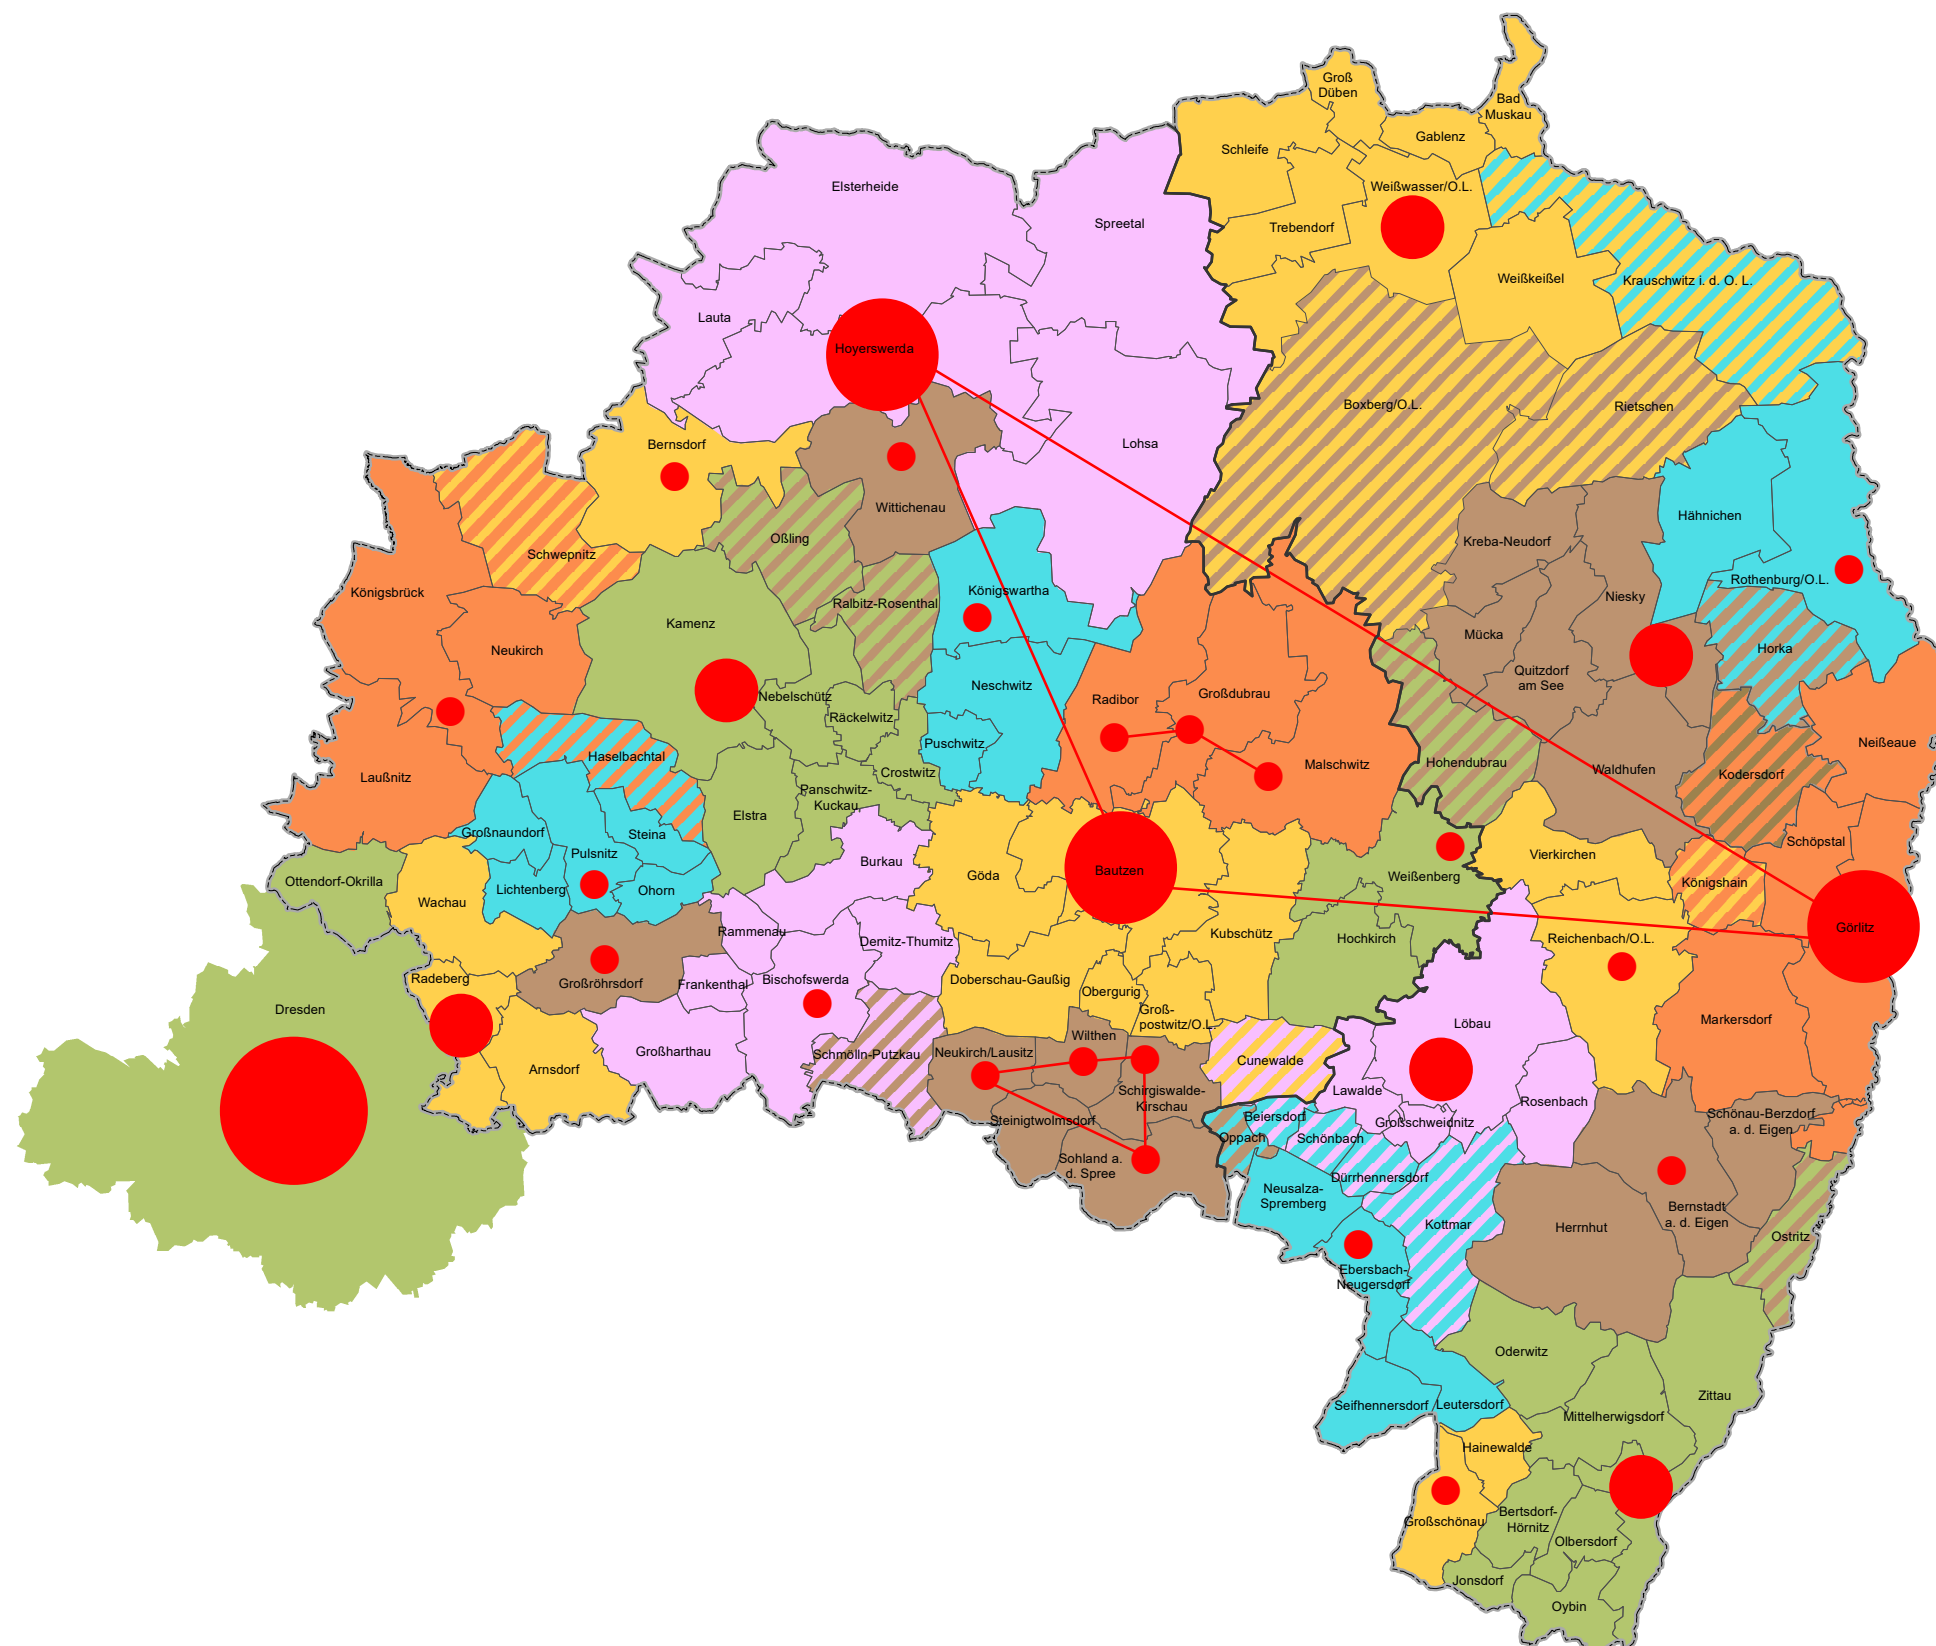 Groß
Düben
Bad
Muskau
Gablenz
Schleife
Weißwasser/O.L.
Elsterheide
Spreetal
Trebendorf
Weißkeißel
Krauschwitz i. d. O. L.
Lauta
Hoyerswerda
Boxberg/O.L.
Rietschen
Bernsdorf
Lohsa
Wittichenau
Hähnichen
Oßling
Kreba-Neudorf
Schwepnitz
Rothenburg/O.L.
Königsbrück
Königswartha
Niesky
Ralbitz-Rosenthal
Kamenz
Mücka
Neukirch
Horka
Quitzdorf
am See
Neschwitz
Nebelschütz
Radibor
Großdubrau
Räckelwitz
Puschwitz
Neißeaue
Haselbachtal
Hohendubrau
Malschwitz
Waldhufen
Kodersdorf
Laußnitz
Crostwitz
Panschwitz-
Kuckau
Elstra
Großnaundorf
Steina
Schöpstal
Pulsnitz
Vierkirchen
Burkau
Ottendorf-Okrilla
Lichtenberg
Ohorn
Göda
Bautzen
Weißenberg
Königshain
Wachau
Görlitz
Rammenau
Demitz-Thumitz
Kubschütz
Hochkirch
Reichenbach/O.L.
Radeberg
Großröhrsdorf
Frankenthal
Bischofswerda
Doberschau-Gaußig
Obergurig
Dresden
Groß-
postwitz/O.L.
Löbau
Markersdorf
Wilthen
Großharthau
Schmölln-Putzkau
Neukirch/Lausitz
Cunewalde
Arnsdorf
Schirgiswalde-
Kirschau
Lawalde
Rosenbach
Steinigtwolmsdorf
Beiersdorf
Großschweidnitz
Schönau-Berzdorf
a. d. Eigen
Oppach
Schönbach
Sohland a.
d. Spree
Dürrhennersdorf
Neusalza-
Spremberg
Bernstadt
a. d. Eigen
Kottmar
Herrnhut
Ostritz
Ebersbach-
Neugersdorf
Oderwitz
Zittau
Seifhennersdorf
Leutersdorf
Mittelherwigsdorf
Hainewalde
Großschönau
Bertsdorf-
Hörnitz
Olbersdorf
Jonsdorf
Oybin